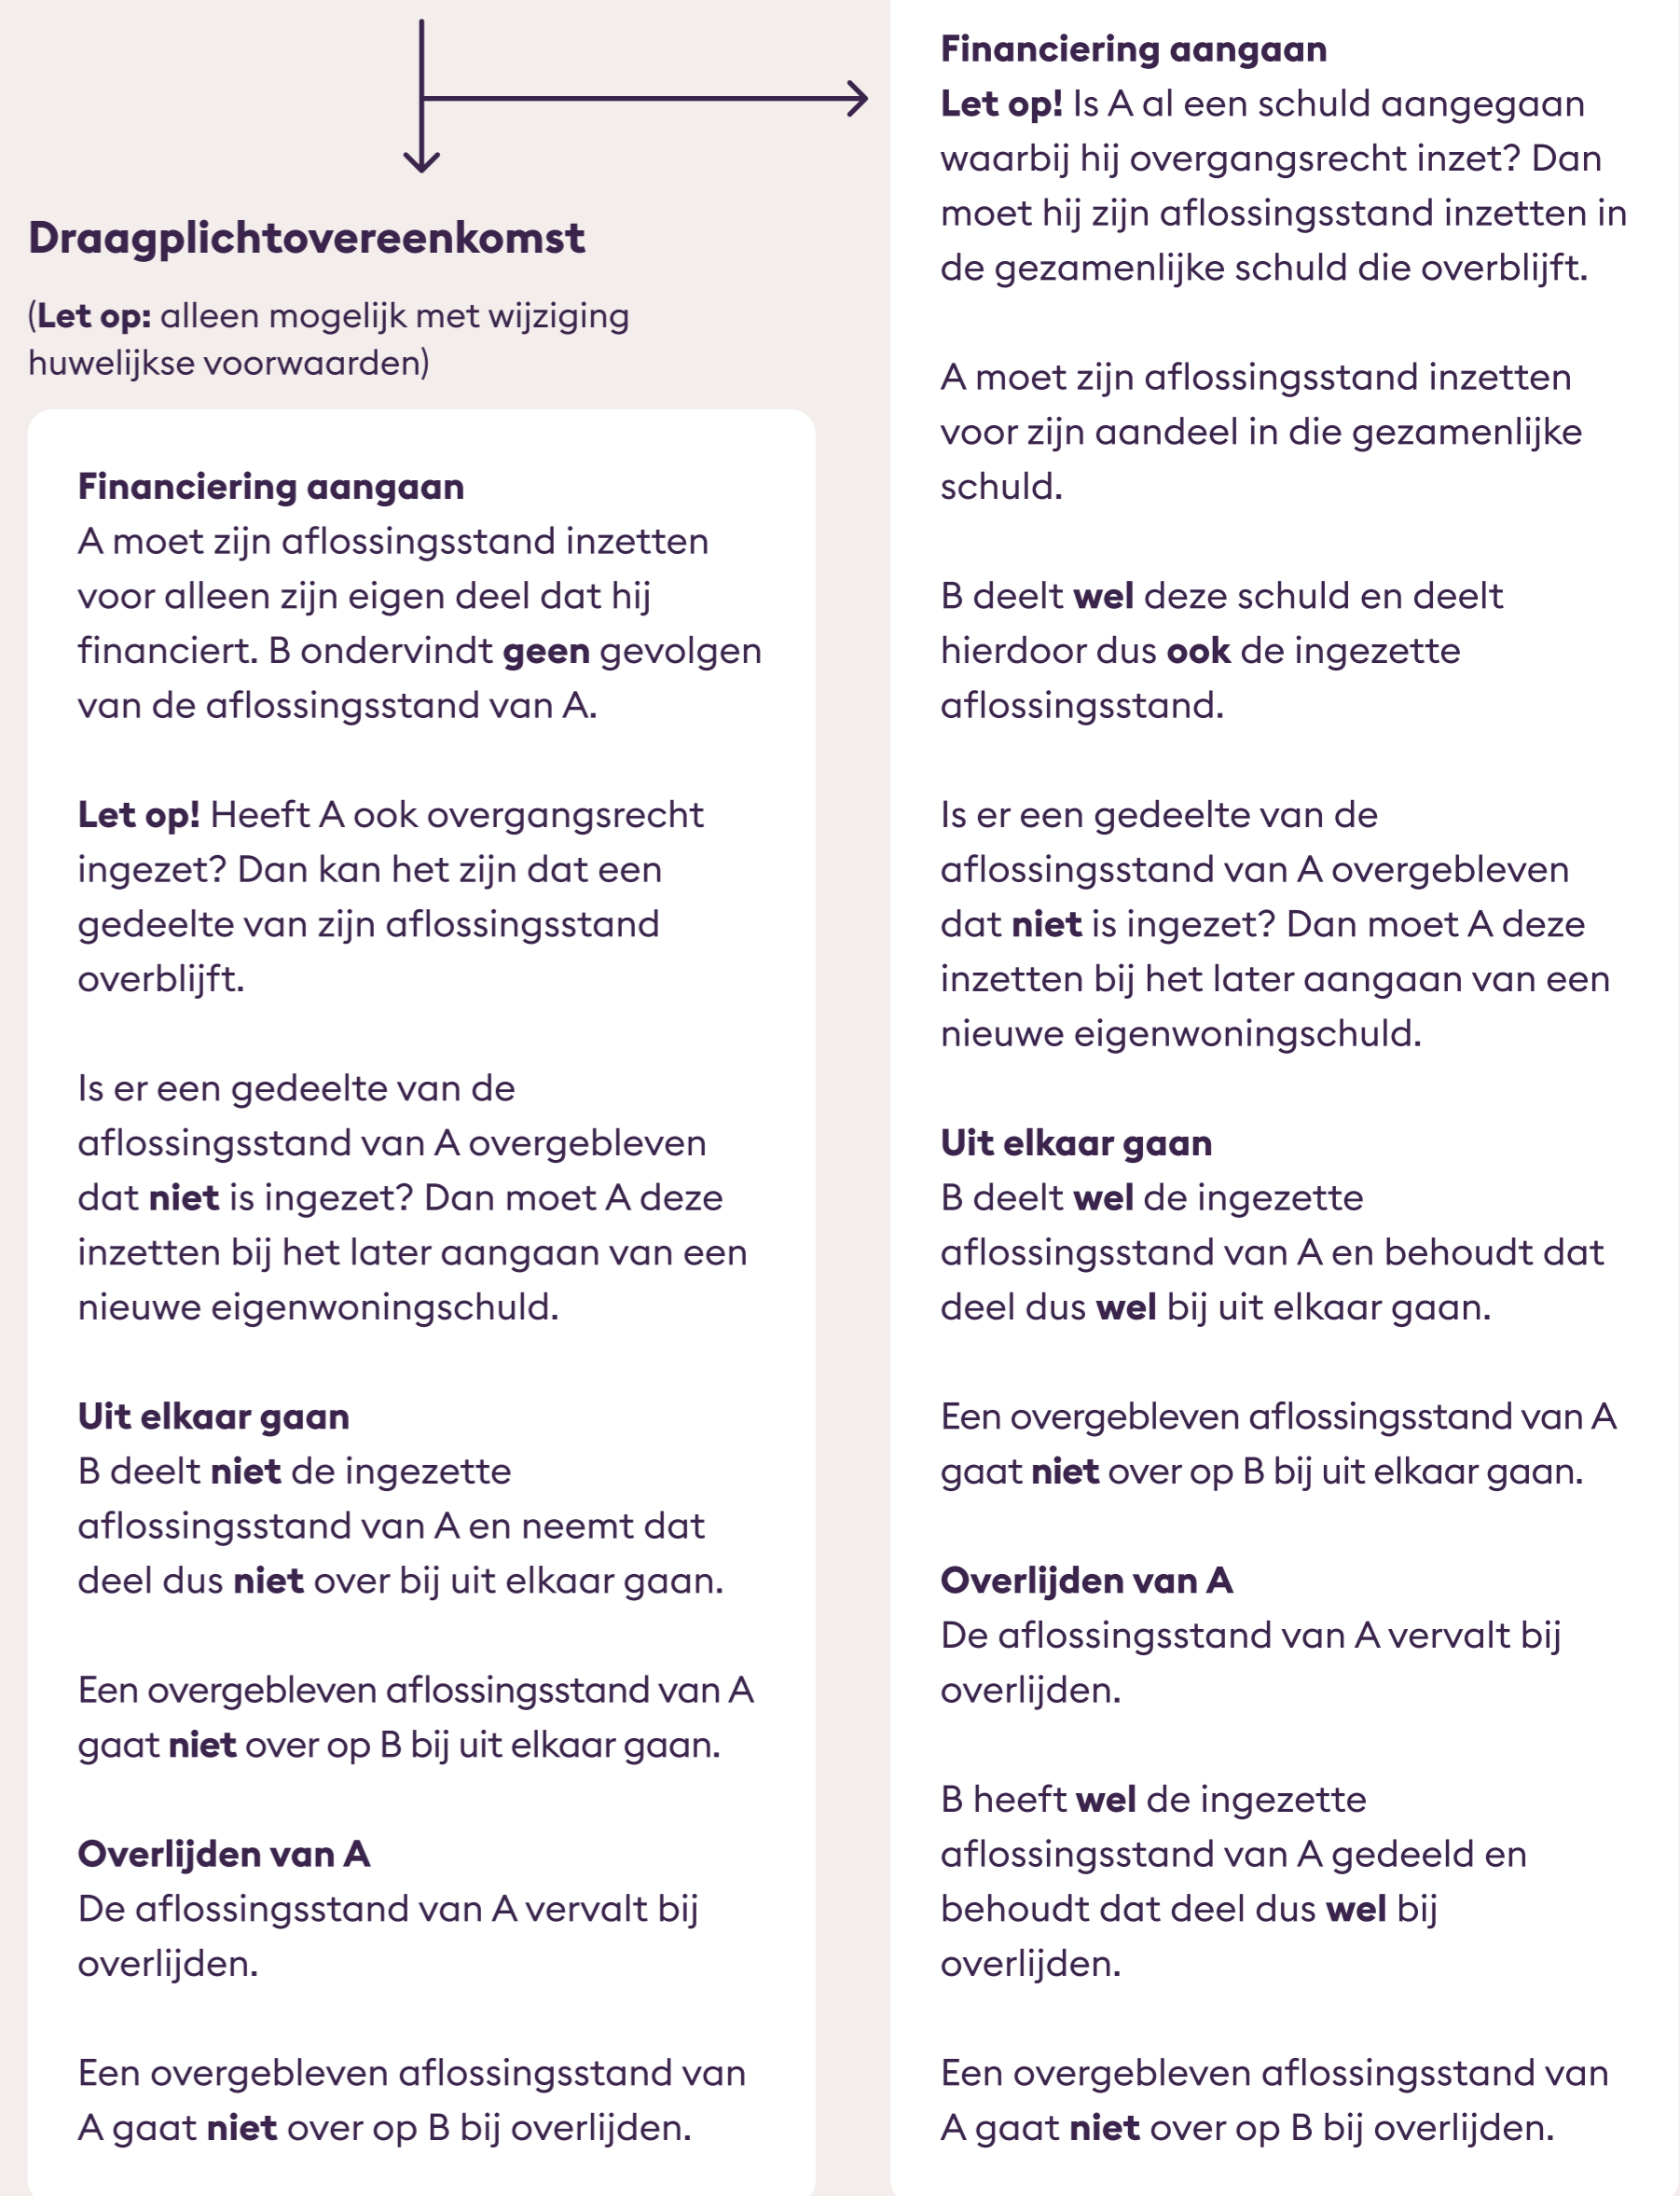 Draagplichtovereenkomst
(Let op: alleen mogelijk met wijziging
huwelijkse voorwaarden)
Financiering aangaan
A moet zijn aflossingsstand inzetten
voor alleen zijn eigen deel dat hij
financiert. B ondervindt geen gevolgen
van de aflossingsstand van A.
Let op! Heeft A ook overgangsrecht
ingezet? Dan kan het zijn dat een
gedeelte van zijn aflossingsstand
overblijft.
Is er een gedeelte van de
aflossingsstand van A overgebleven
dat niet is ingezet? Dan moet A deze
inzetten bij het later aangaan van een
nieuwe eigenwoningschuld.
Uit elkaar gaan
B deelt niet de ingezette
aflossingsstand van A en neemt dat
deel dus niet over bij uit elkaar gaan.
Een overgebleven aflossingsstand van A
gaat niet over op B bij uit elkaar gaan.
Overlijden van A
De aflossingsstand van A vervalt bij
overlijden.
Een overgebleven aflossingsstand van
A gaat niet over op B bij overlijden.
Financiering aangaan
Let op! Is A al een schuld aangegaan
waarbij hij overgangsrecht inzet? Dan
moet hij zijn aflossingsstand inzetten in
de gezamenlijke schuld die overblijft.
A moet zijn aflossingsstand inzetten
voor zijn aandeel in die gezamenlijke
schuld.
B deelt wel deze schuld en deelt
hierdoor dus ook de ingezette
aflossingsstand.
Is er een gedeelte van de
aflossingsstand van A overgebleven
dat niet is ingezet? Dan moet A deze
inzetten bij het later aangaan van een
nieuwe eigenwoningschuld.
Uit elkaar gaan
B deelt wel de ingezette
aflossingsstand van A en behoudt dat
deel dus wel bij uit elkaar gaan.
Een overgebleven aflossingsstand van A
gaat niet over op B bij uit elkaar gaan.
Overlijden van A
De aflossingsstand van A vervalt bij
overlijden.
B heeft wel de ingezette
aflossingsstand van A gedeeld en
behoudt dat deel dus wel bij
overlijden.
Een overgebleven aflossingsstand van
A gaat niet over op B bij overlijden.